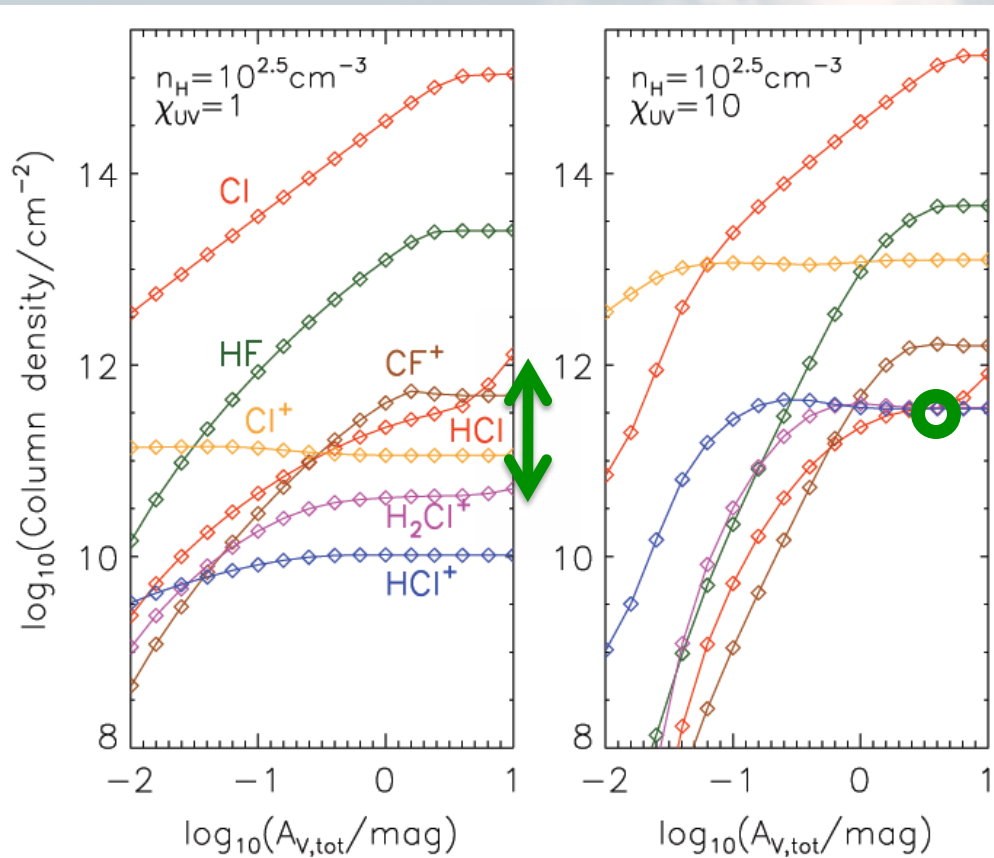 n_H=10^2.5 cm^−3
χ_UV=1
n_H=10^2.5 cm^−3
χ_UV=10
log10(Column density/cm^−2)
14
12
10
8
14
12
10
8
Cl
HF
CF+
HCl
Cl+
H2Cl+
HCl+
−2 −1 0 1
−2 −1 0 1
log10(A_V,tot/mag)
log10(A_V,tot/mag)